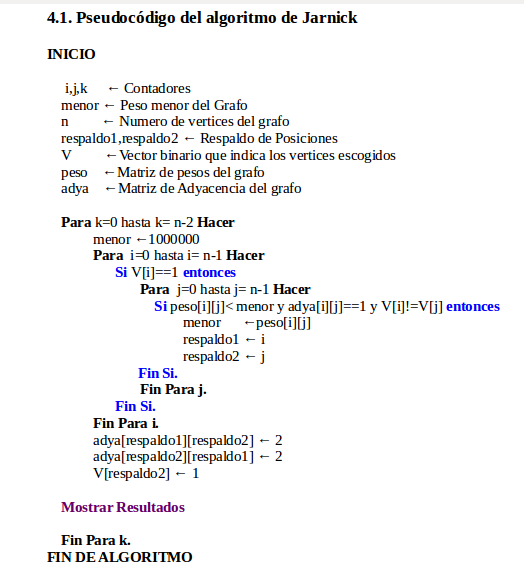 4.1. Pseudocódigo del algoritmo de Jarnick
INICIO
i,j,k ← Contadores
menor ← Peso menor del Grafo
n ← Numero de vertices del grafo
respaldo1,respaldo2 ← Respaldo de Posiciones
V ← Vector binario que indica los vertices escogidos
peso ← Matriz de pesos del grafo
adya ← Matriz de Adyacencia del grafo
Para k=0 hasta k= n-2 Hacer
menor ←1000000
Para i=0 hasta i= n-1 Hacer
Si V[i]==1 entonces
Para j=0 hasta j= n-1 Hacer
Si peso[i][j]< menor y adya[i][j]==1 y V[i]!=V[j] entonces
menor ←peso[i][j]
respaldo1 ← i
respaldo2 ← j
Fin Si.
Fin Para j.
Fin Si.
Fin Para i.
adya[respaldo1][respaldo2] ← 2
adya[respaldo2][respaldo1] ← 2
V[respaldo2] ← 1
Mostrar Resultados
Fin Para k.
FIN DE ALGORITMO